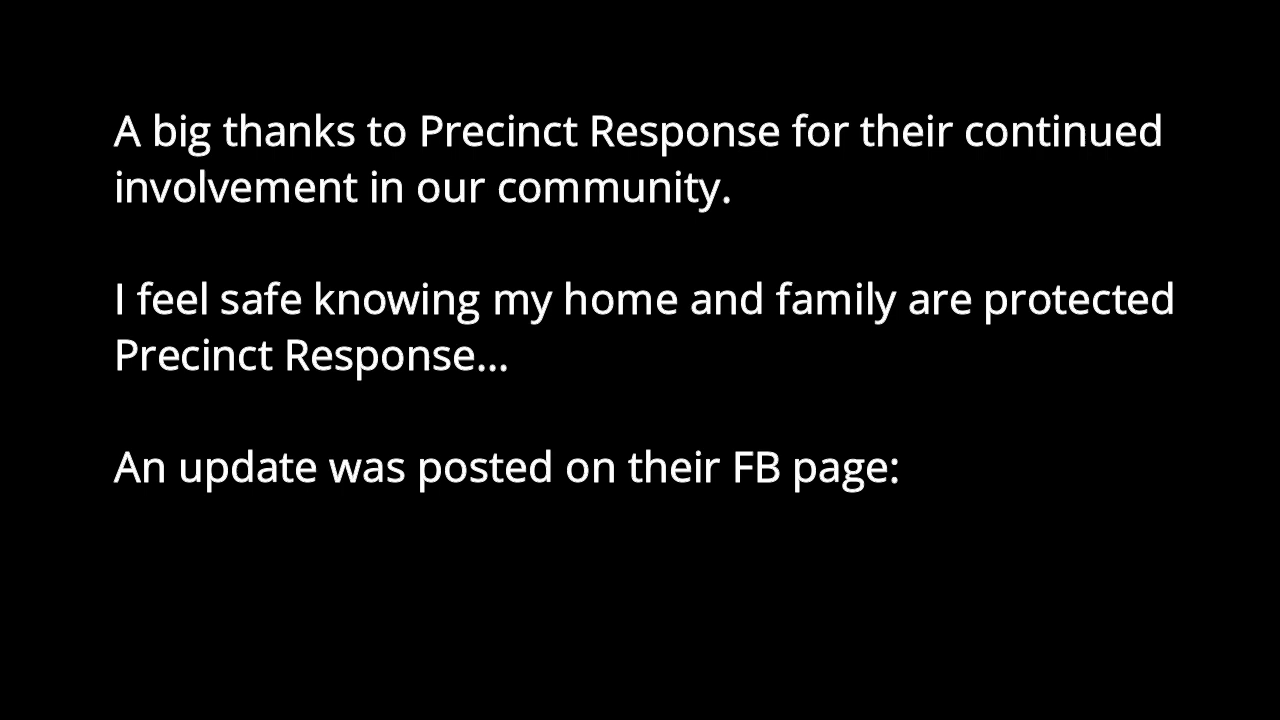 A big thanks to Precinct Response for their continued
involvement in our community.
I feel safe knowing my home and family are protected
Precinct Response...
An update was posted on their FB page: